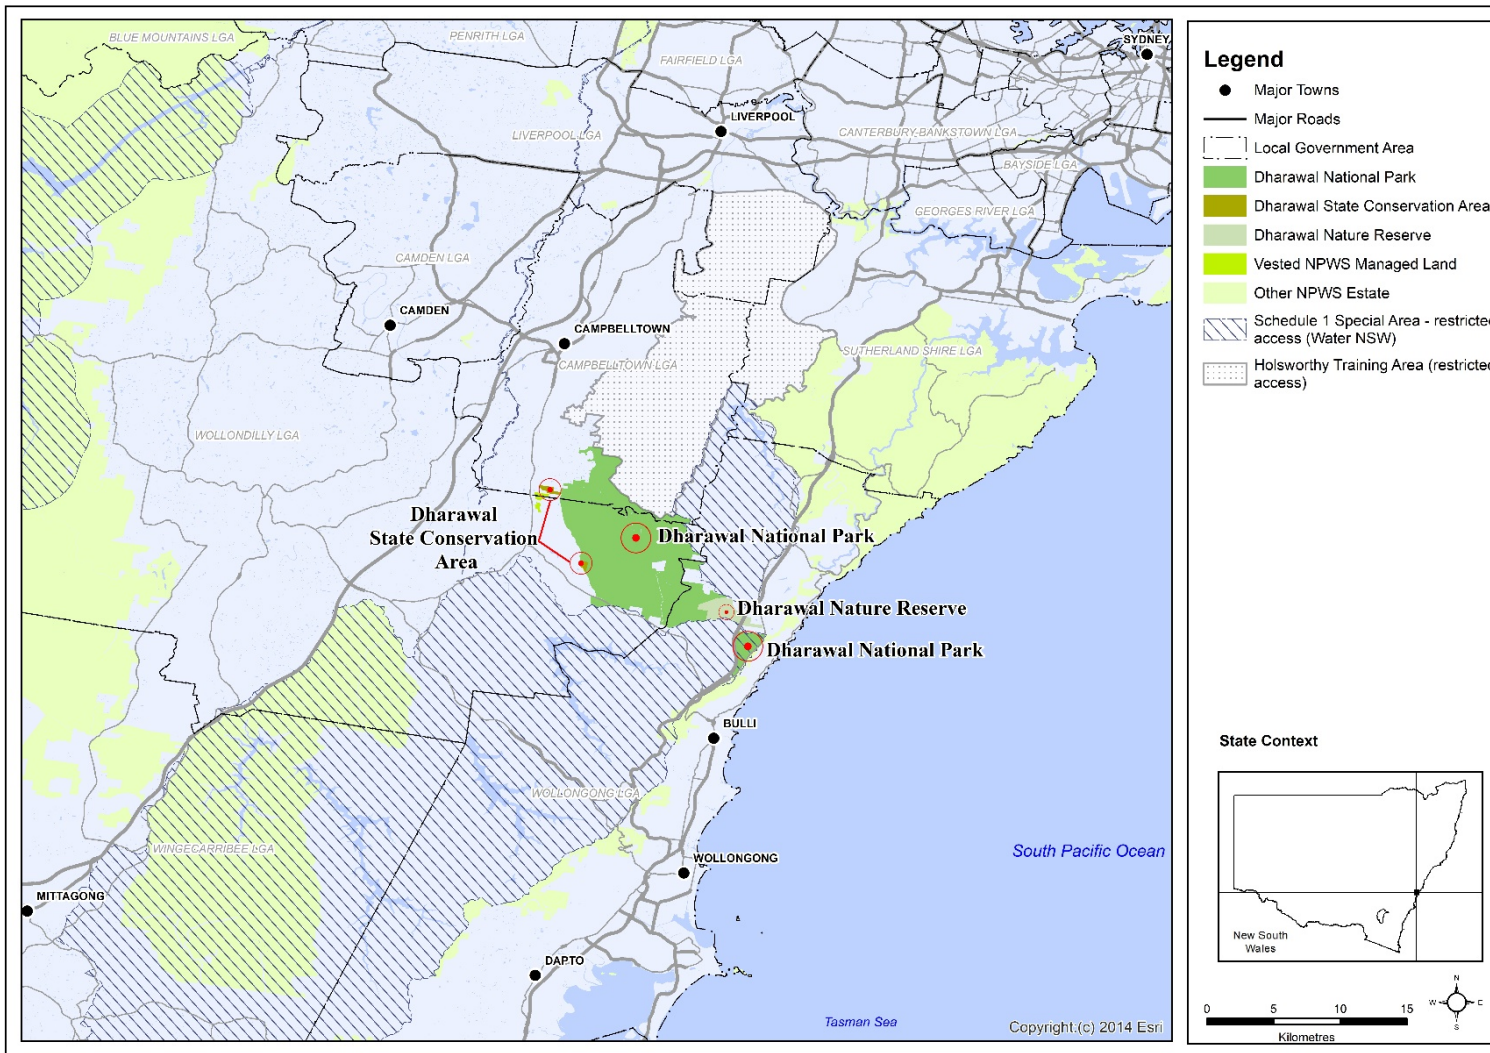 BLUE MOUNTAINS LGA
PENRITH LGA
FAIRFIELD LGA
SYDNEY
LIVERPOOL LGA
LIVERPOOL
CANTERBURY-BANKSTOWN LGA
BAYSIDE LGA
GEORGES RIVER LGA
CAMDEN LGA
CAMDEN
CAMPBELLTOWN
CAMPBELLTOWN LGA
SUTHERLAND SHIRE LGA
WOLLONDILLY LGA
Dharawal
State Conservation
Area
Dharawal National Park
Dharawal Nature Reserve
Dharawal National Park
BULLI
WOLLONGONG LGA
WINGECARRIBEE LGA
WOLLONGONG
MITTAGONG
DAPTO
South Pacific Ocean
Tasman Sea
Copyright:(c) 2014 Esri
Legend
Major Towns
Major Roads
Local Government Area
Dharawal National Park
Dharawal State Conservation Area
Dharawal Nature Reserve
Vested NPWS Managed Land
Other NPWS Estate
Schedule 1 Special Area - restricted
access (Water NSW)
Holsworthy Training Area (restricted
access)
State Context
New South
Wales
N
W
E
S
0 5 10 15
Kilometres